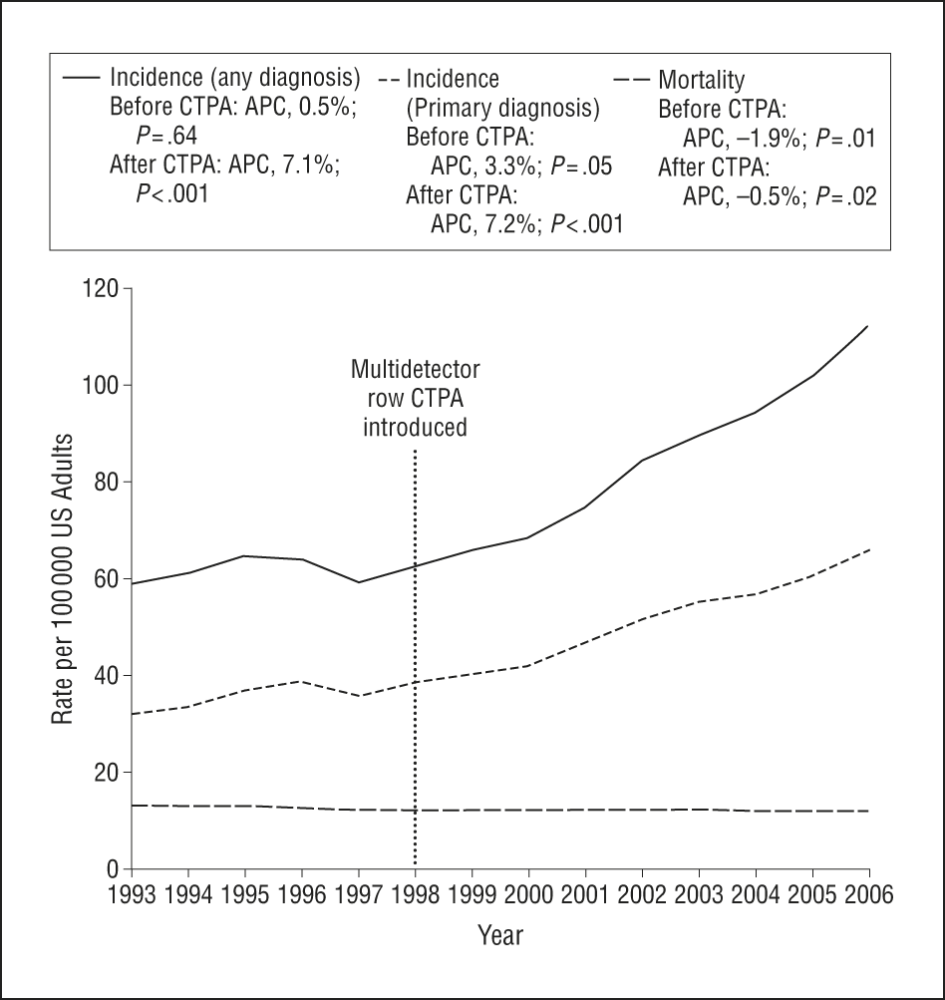 Incidence (any diagnosis)
Before CTPA: APC, 0.5%;
P=.64
After CTPA: APC, 7.1%;
P<.001
Incidence
(Primary diagnosis)
Before CTPA:
APC, 3.3%; P=.05
After CTPA:
APC, 7.2%; P<.001
Mortality
Before CTPA:
APC, –1.9%; P=.01
After CTPA:
APC, –0.5%; P=.02
120
100
80
60
40
20
0
Rate per 100 000 US Adults
Multidetector
row CTPA
introduced
1993 1994 1995 1996 1997 1998 1999 2000 2001 2002 2003 2004 2005 2006
Year